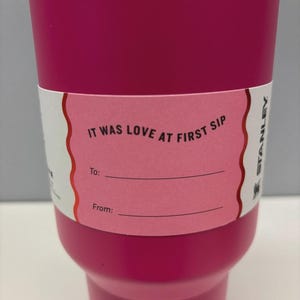 IT WAS LOVE AT FIRST SIP
To:
From:
STANLEY